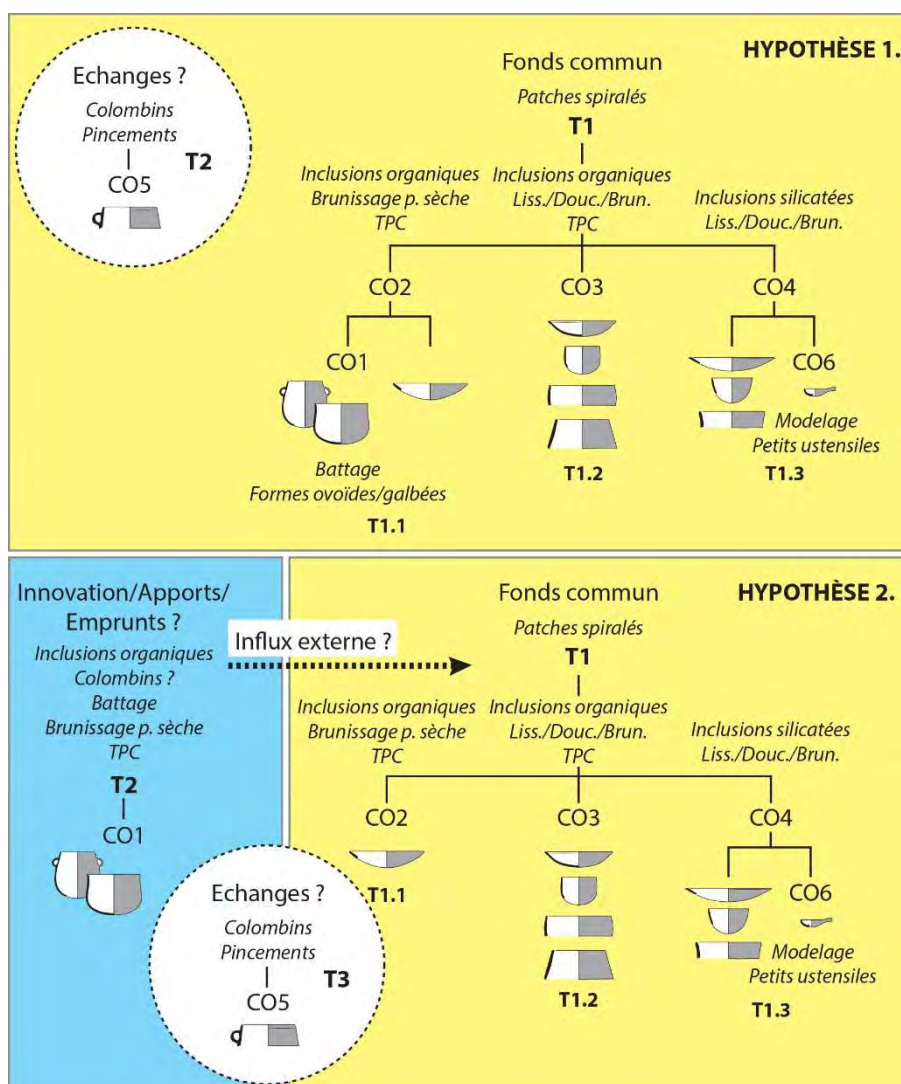 HYPOTHÈSE 1.
Echanges ?
Colombins
Pincements
T2
CO5
Fonds commun
Patches spiralés
T1
Inclusions organiques
Brunissage p. sèche
TPC
Inclusions organiques
Liss./Douc./Brun.
TPC
Inclusions silicatées
Liss./Douc./Brun.
CO2
CO3
CO4
CO1
CO6
Battage
Formes ovoïdes/galbées
T1.1
T1.2
Modelage
Petits ustensiles
T1.3
HYPOTHÈSE 2.
Innovation/Apports/
Emprunts ?
Inclusions organiques
Colombins ?
Battage
Brunissage p. sèche
TPC
T2
CO1
Influx externe ?
Echanges ?
Colombins
Pincements
T3
CO5
Fonds commun
Patches spiralés
T1
Inclusions organiques
Brunissage p. sèche
TPC
Inclusions organiques
Liss./Douc./Brun.
TPC
Inclusions silicatées
Liss./Douc./Brun.
CO2
CO3
CO4
T1.1
CO6
T1.2
Modelage
Petits ustensiles
T1.3